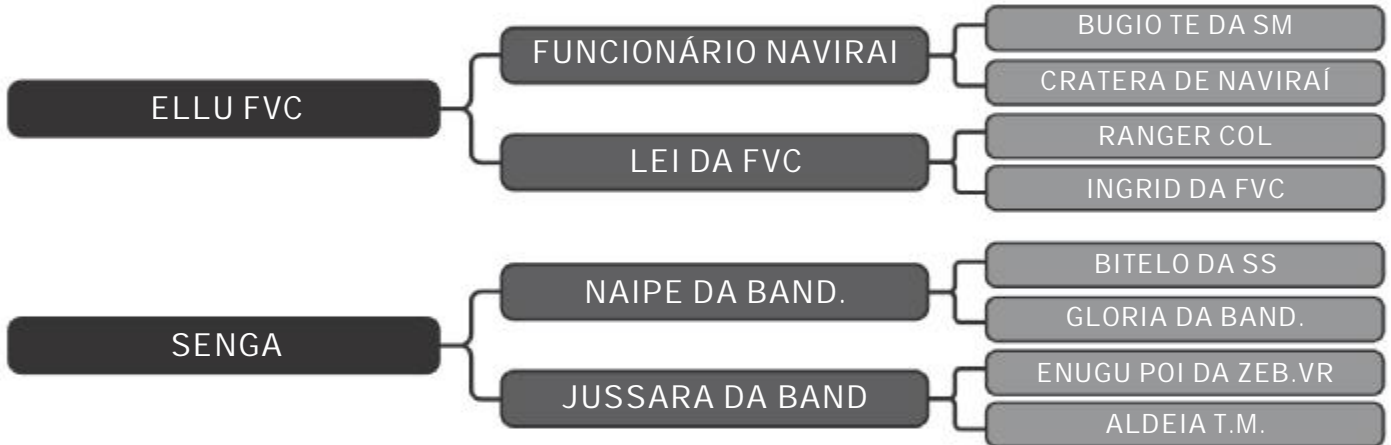 ELLU FVC
FUNCIONÁRIO NAVIRAI
BUGIO TE DA SM
CRATERA DE NAVIRAÍ
LEI DA FVC
RANGER COL
INGRID DA FVC
SENGA
NAIPE DA BAND.
BITELO DA SS
GLORIA DA BAND.
JUSSARA DA BAND
ENUGU POI DA ZEB.VR
ALDEIA T.M.